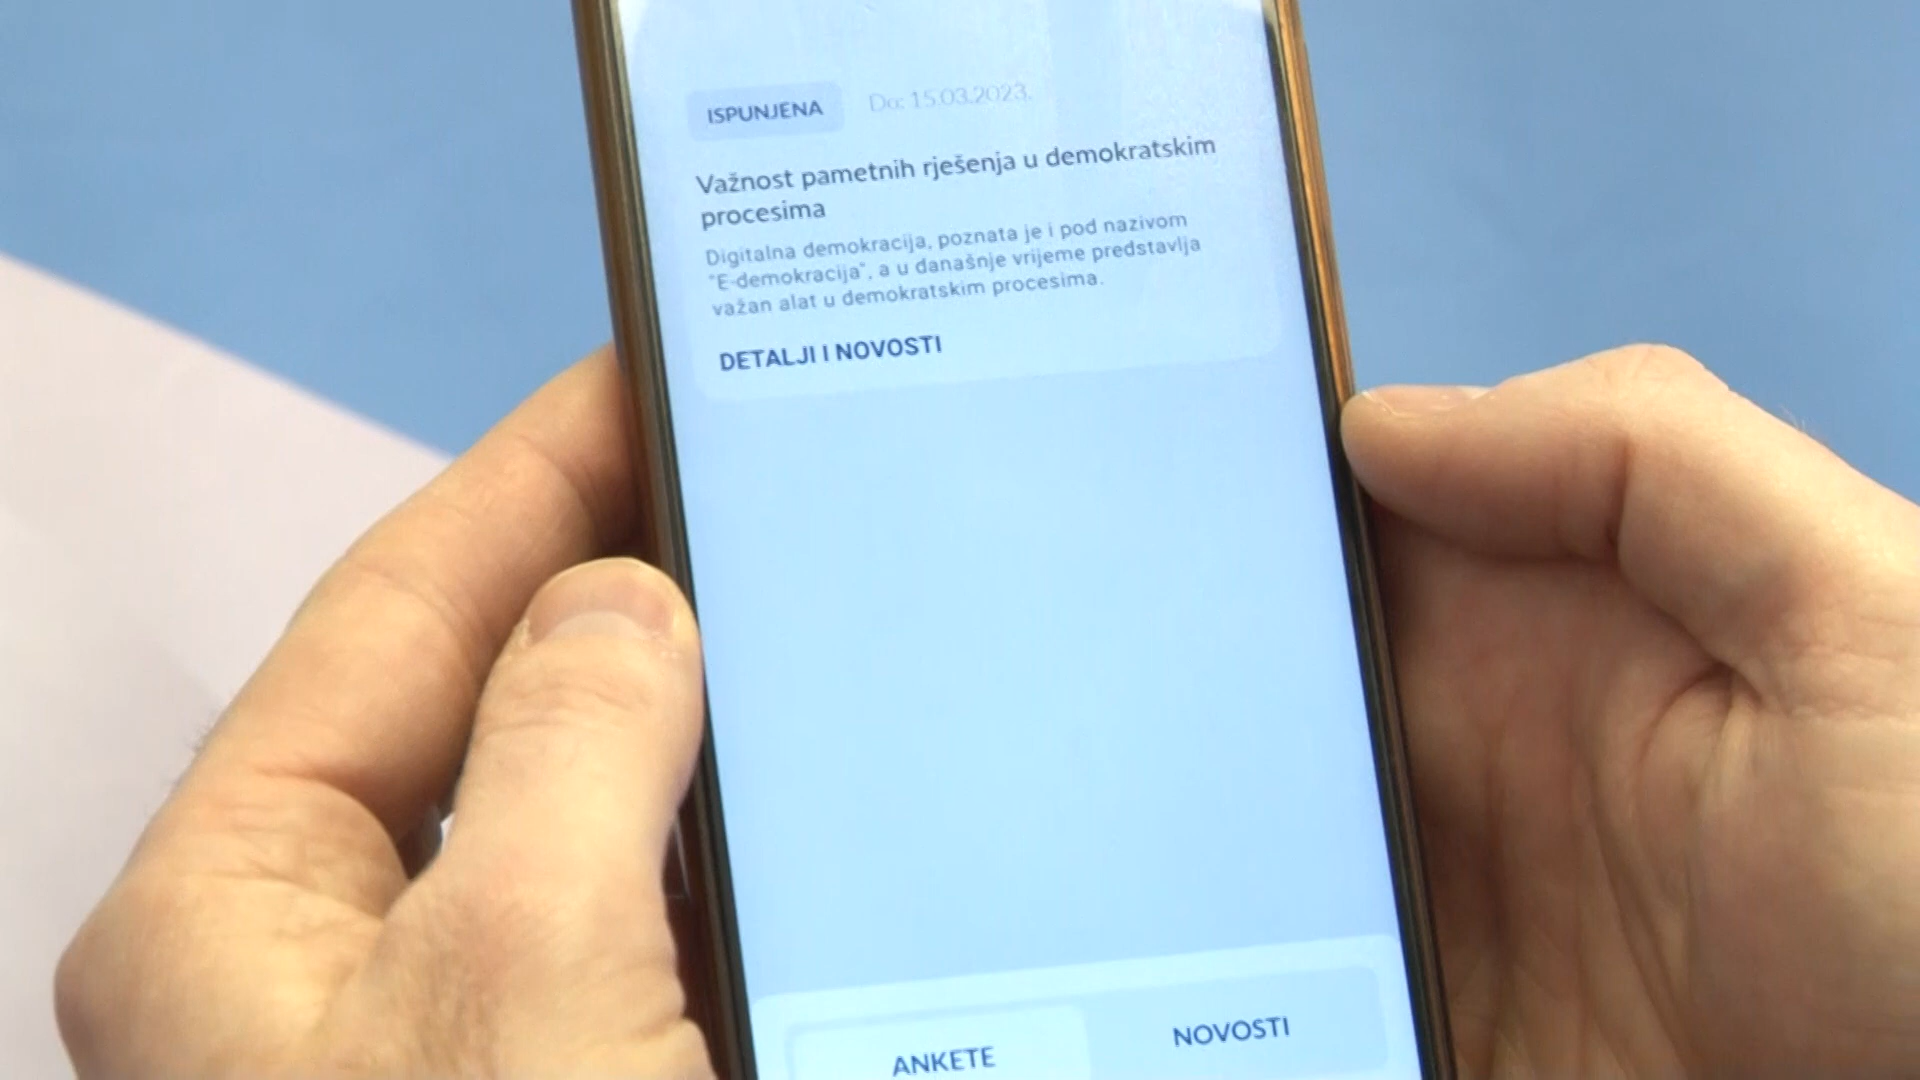 ISPUNJENA Do: 15.03.2023.
Važnost pametnih rješenja u demokratskim
procesima
Digitalna demokracija, poznata je i pod nazivom
"E-demokracija", a u današnje vrijeme predstavlja
važan alat u demokratskim procesima.
DETALJI I NOVOSTI
ANKETE NOVOSTI